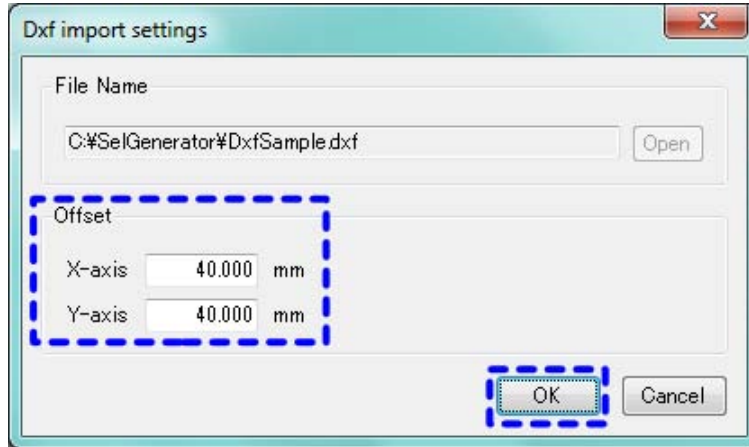 Dxf import settings
File Name
C:¥SelGenerator¥DxfSample.dxf
Open
Offset
X-axis 40.000 mm
Y-axis 40.000 mm
OK Cancel